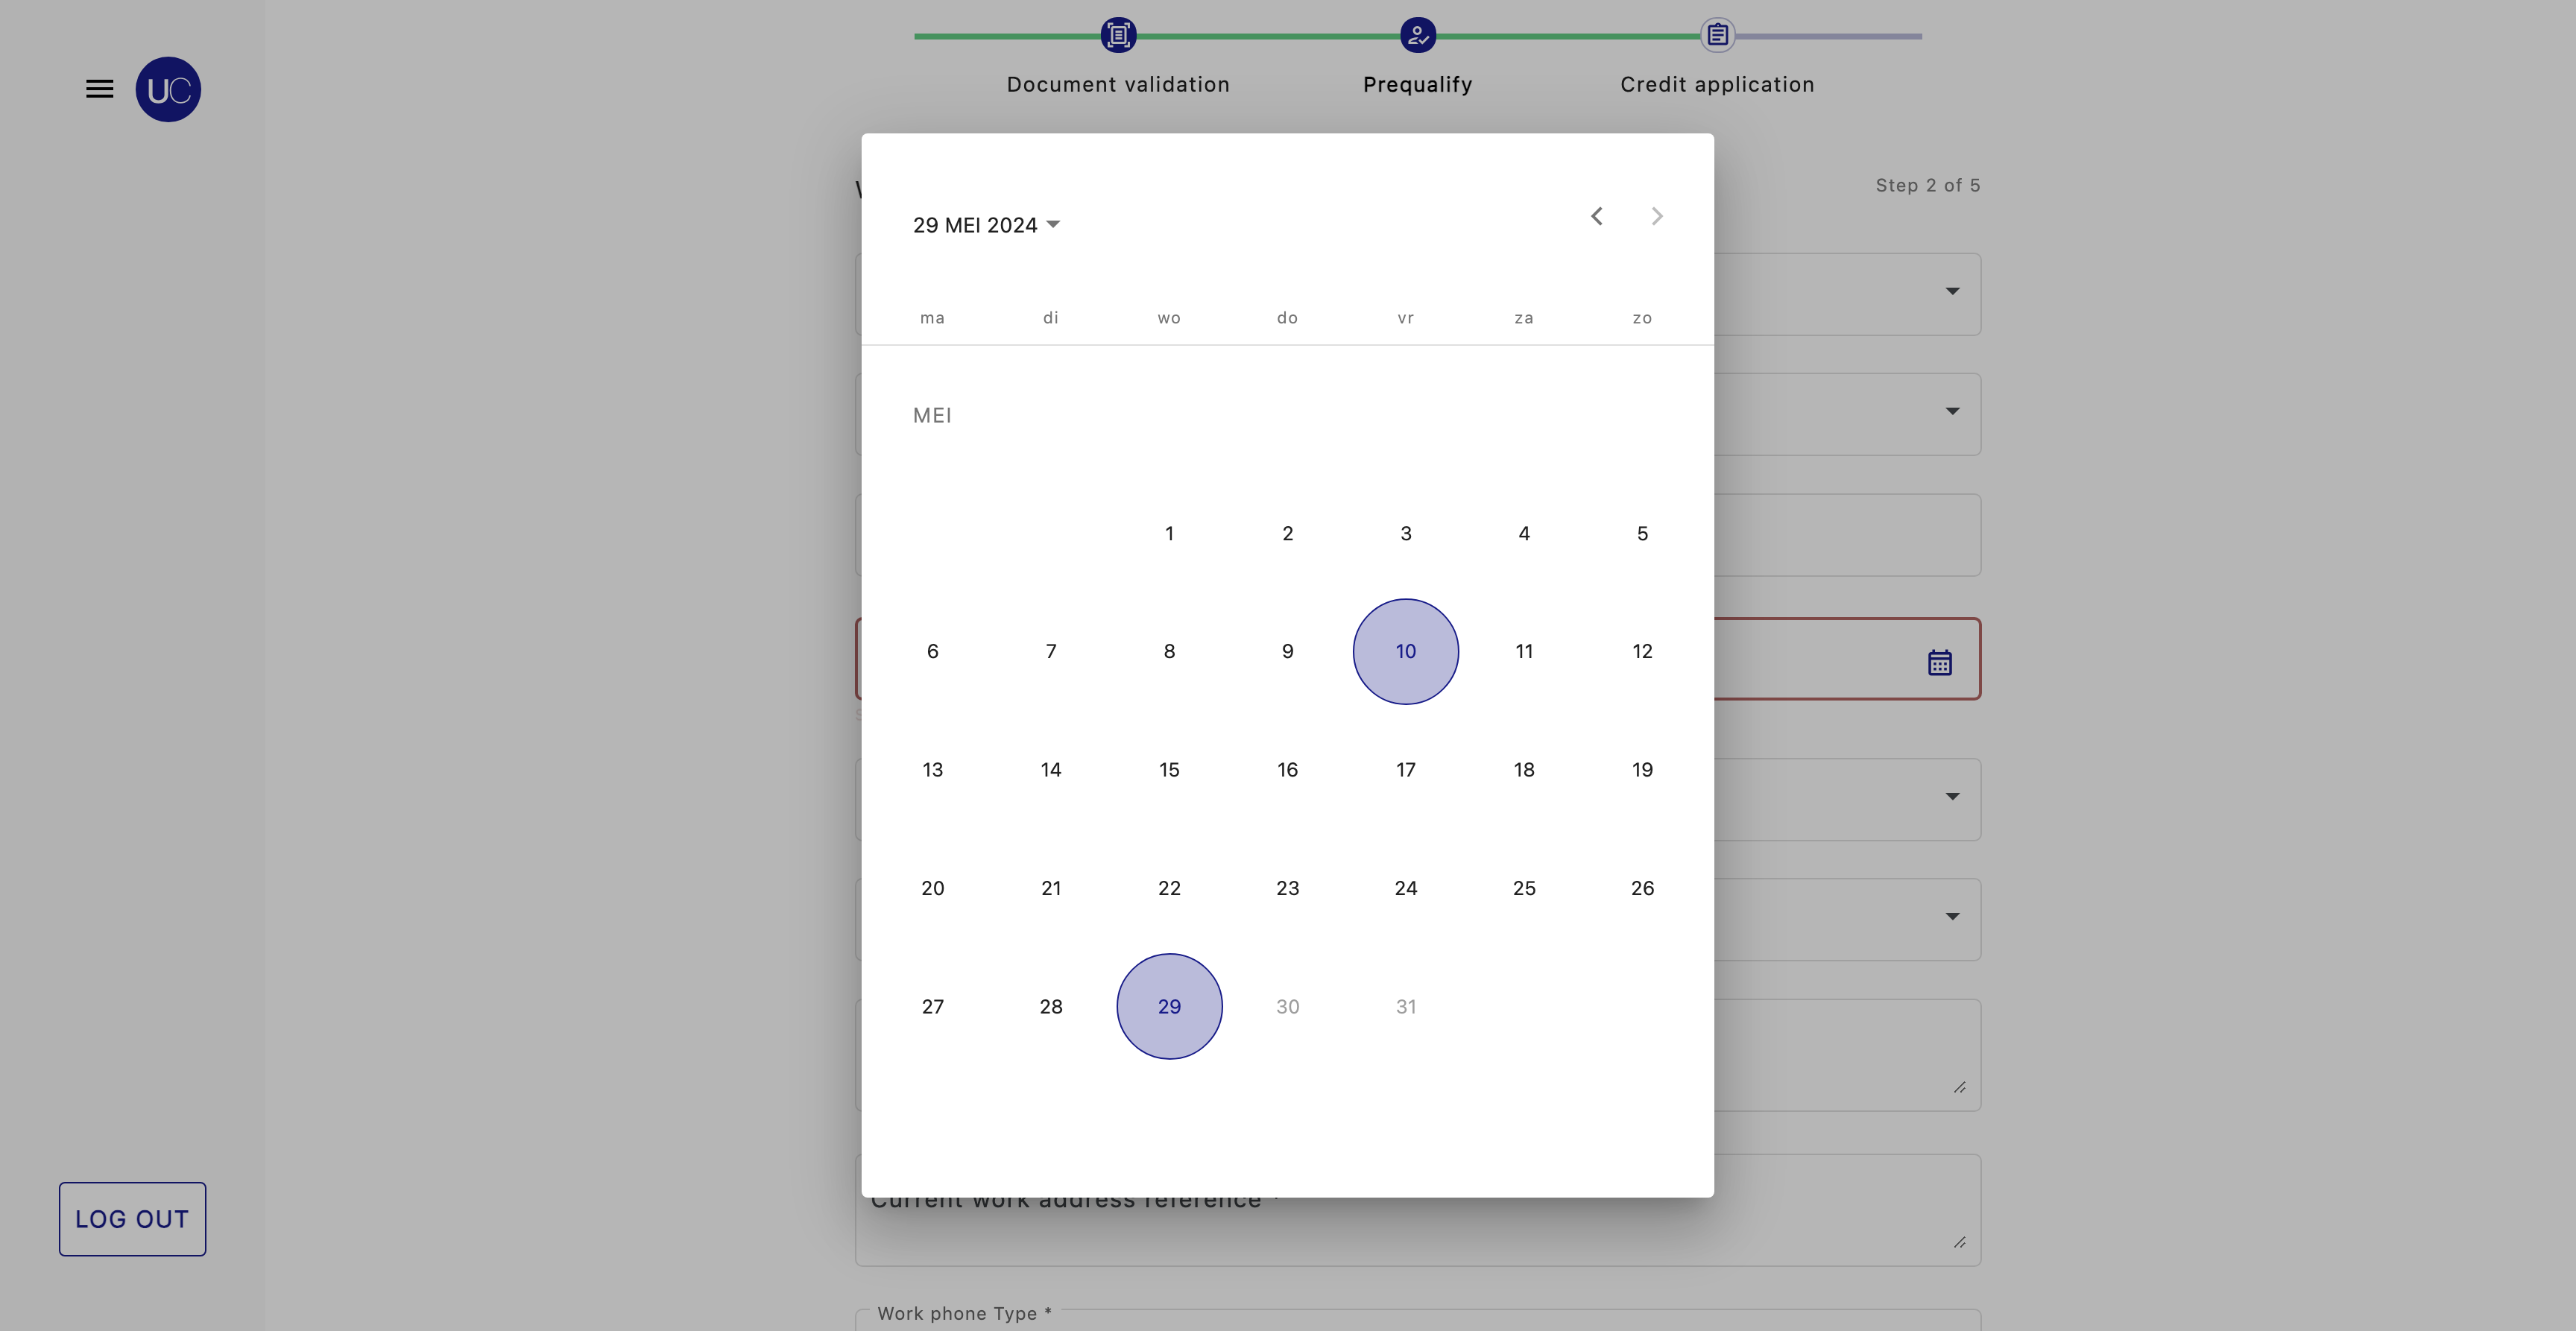 UC
Document validation
Prequalify
Credit application
Step 2 of 5
29 MEI 2024
ma di wo do vr za zo
MEI
1 2 3 4 5
6 7 8 9 10 11 12
13 14 15 16 17 18 19
20 21 22 23 24 25 26
27 28 29 30 31
Current work address reference *
LOG OUT
Work phone Type *